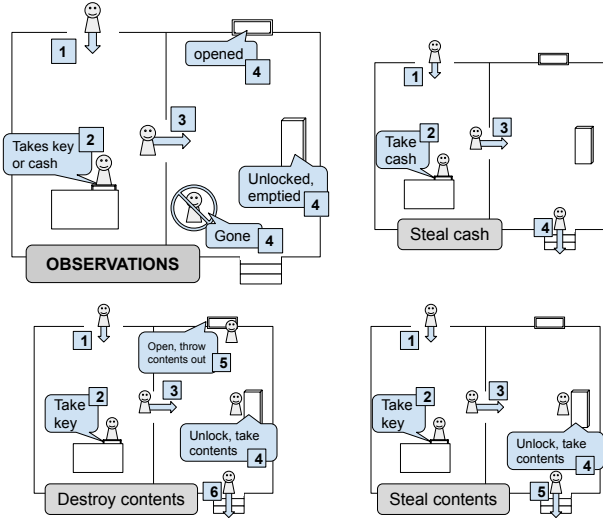 1
opened
4
3
Takes key
or cash
2
Unlocked,
emptied
4
Gone
4
OBSERVATIONS
1
2
Take
cash
3
Steal cash
4
1
Open, throw
contents out
5
2
Take
key
3
Unlock, take
contents
4
Destroy contents
6
1
2
Take
key
3
Unlock, take
contents
4
Steal contents
5